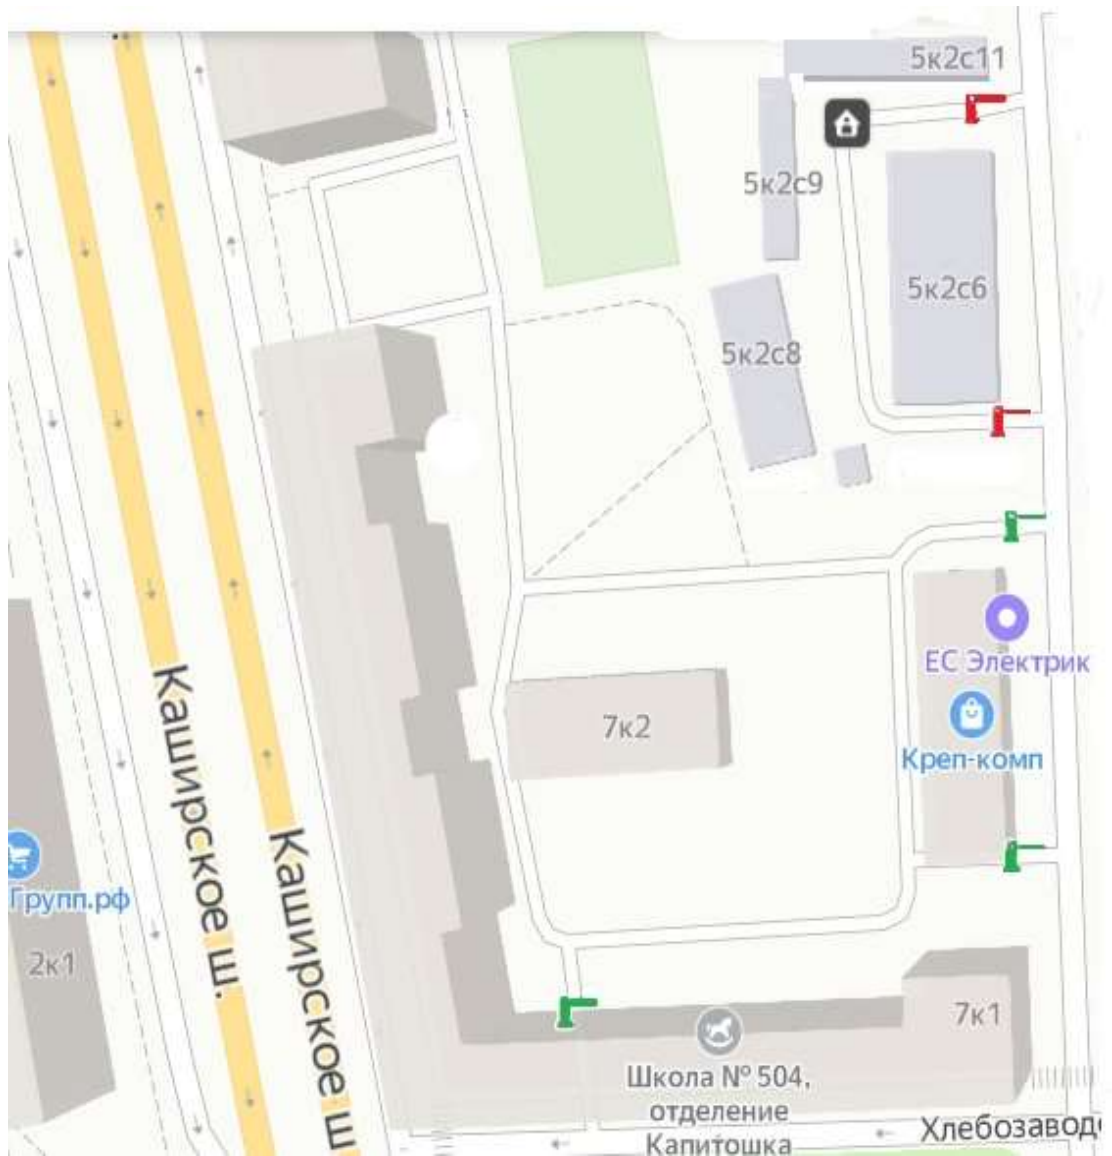 5к2с11
5к2с9
5к2с6
5к2с8
ЕС Электрик
Креп-комп
7к2
Каширское ш.
Каширское ш
Групп.рф
2к1
7к1
Школа № 504,
отделение
Капитошка
Хлебозавод